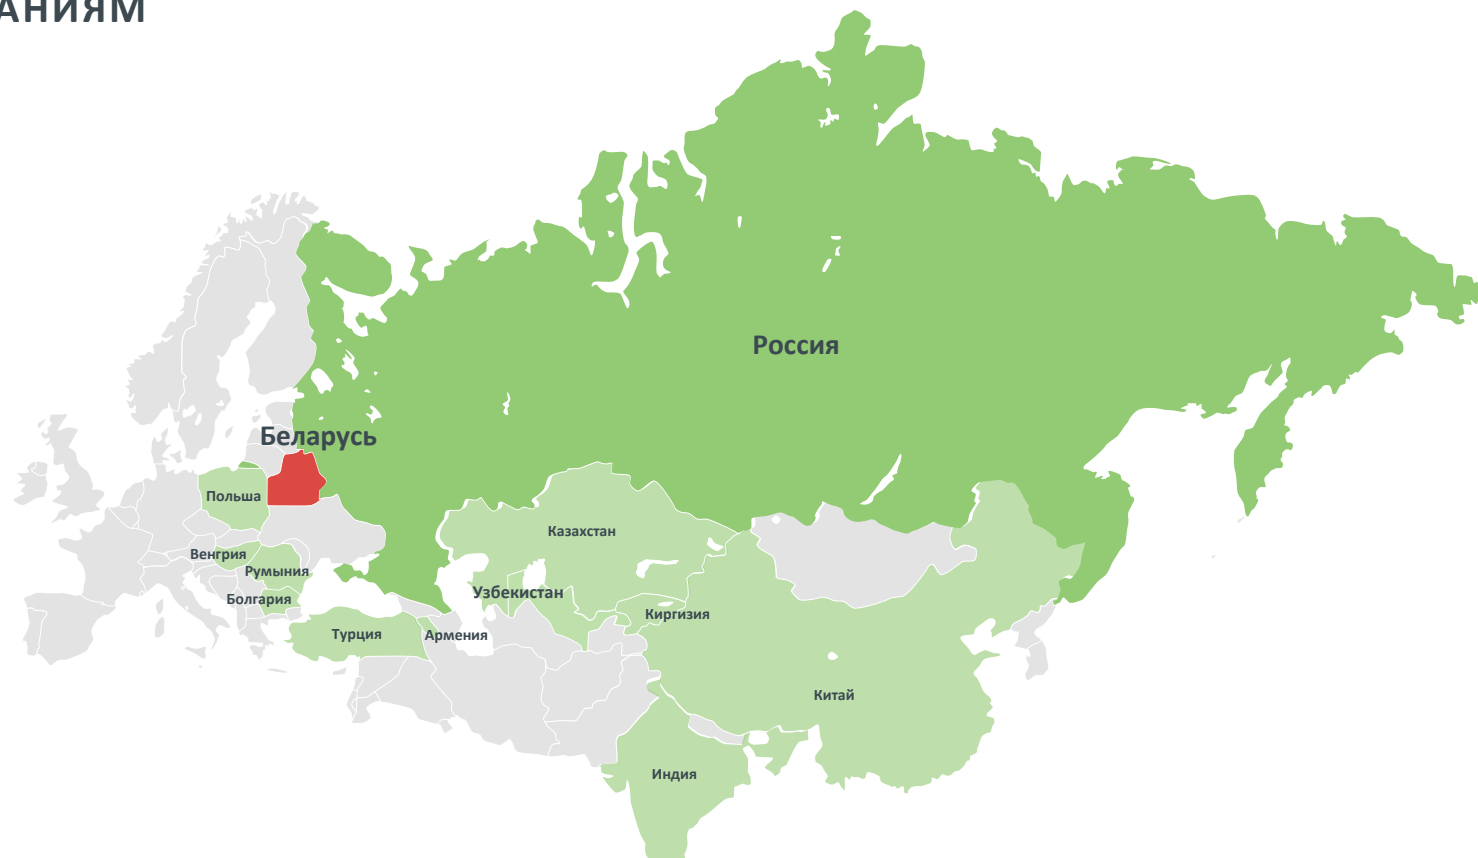 АНИЯМ
Россия
Беларусь
Польша
Казахстан
Венгрия
Румыния
Узбекистан
Болгария
Киргизия
Турция
Армения
Китай
Индия